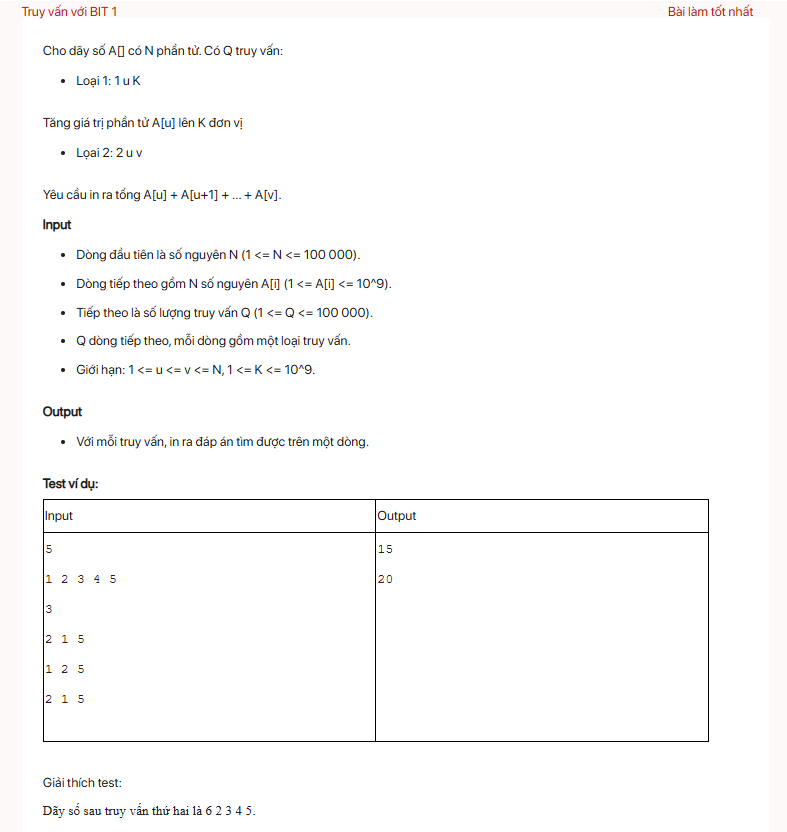 Truy vấn với BIT 1
Bài làm tốt nhất
Cho dãy số A[] có N phần tử. Có Q truy vấn:
• Loại 1: 1 u K
Tăng giá trị phần tử A[u] lên K đơn vị
• Lọai 2: 2 u v
Yêu cầu in ra tổng A[u] + A[u+1] + ... + A[v].
Input
• Dòng đầu tiên là số nguyên N (1 <= N <= 100 000).
• Dòng tiếp theo gồm N số nguyên A[i] (1 <= A[i] <= 10^9).
• Tiếp theo là số lượng truy vấn Q (1 <= Q <= 100 000).
• Q dòng tiếp theo, mỗi dòng gồm một loại truy vấn.
• Giới hạn: 1 <= u <= v <= N, 1 <= K <= 10^9.
Output
• Với mỗi truy vấn, in ra đáp án tìm được trên một dòng.
Test ví dụ:
Input
Output
5
1 2 3 4 5
3
2 1 5
1 2 5
2 1 5
15
20
Giải thích test:
Dãy số sau truy vấn thứ hai là 6 2 3 4 5.